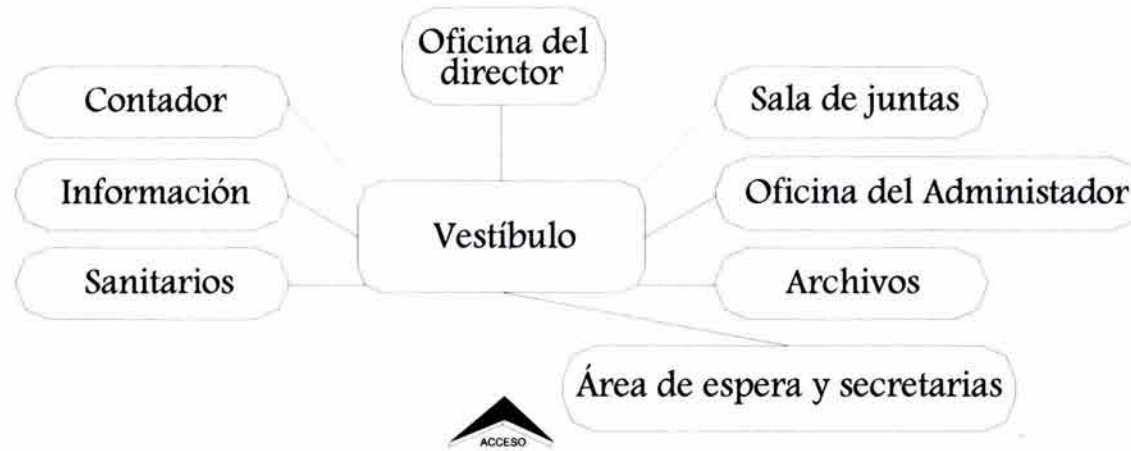 Oficina del
director
Contador
Sala de juntas
Información
Oficina del Administador
Vestíbulo
Sanitarios
Archivos
Área de espera y secretarias
ACCESO